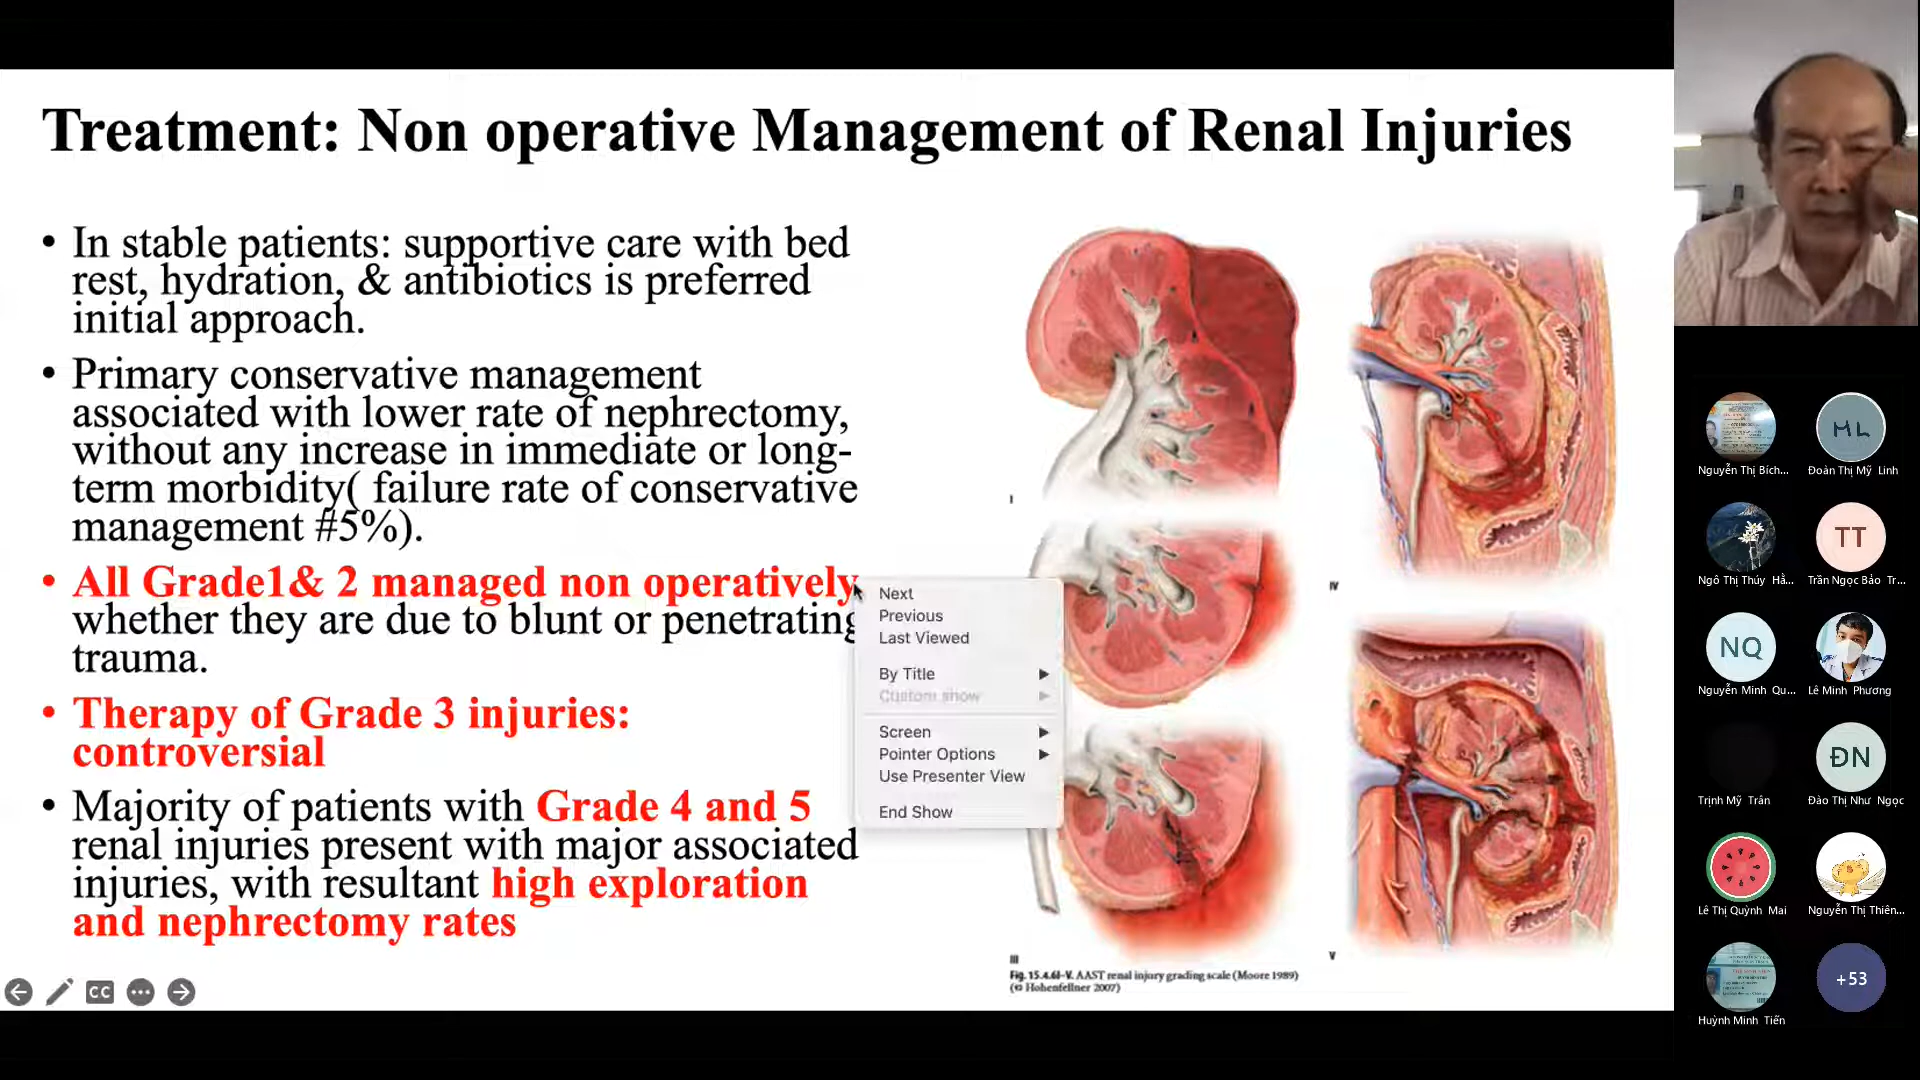 Treatment: Non operative Management of Renal Injuries
• In stable patients: supportive care with bed
rest, hydration, & antibiotics is preferred
initial approach.
• Primary conservative management
associated with lower rate of nephrectomy,
without any increase in immediate or long-
term morbidity( failure rate of conservative
management #5%).
• All Grade1& 2 managed non operatively
whether they are due to blunt or penetrating
trauma.
• Therapy of Grade 3 injuries:
controversial
• Majority of patients with Grade 4 and 5
renal injuries present with major associated
injuries, with resultant high exploration
and nephrectomy rates
CC
Next
Previous
Last Viewed
By Title
Custom show
Screen
Pointer Options
Use Presenter View
End Show
I
IV
III
V
Fig. 15.4.6I–V. AAST renal injury grading scale (Moore 1989)
(© Hohenfellner 2007)
Nguyễn Thị Bích...
ML
Đoàn Thị Mỹ Linh
Ngô Thị Thúy Hằ...
TT
Trần Ngọc Bảo Tr...
NQ
Nguyễn Minh Qu...
Lê Minh Phương
Trịnh Mỹ Trân
ĐN
Đào Thị Như Ngọc
Lê Thị Quỳnh Mai
Nguyễn Thị Thiên...
Huỳnh Minh Tiến
+53